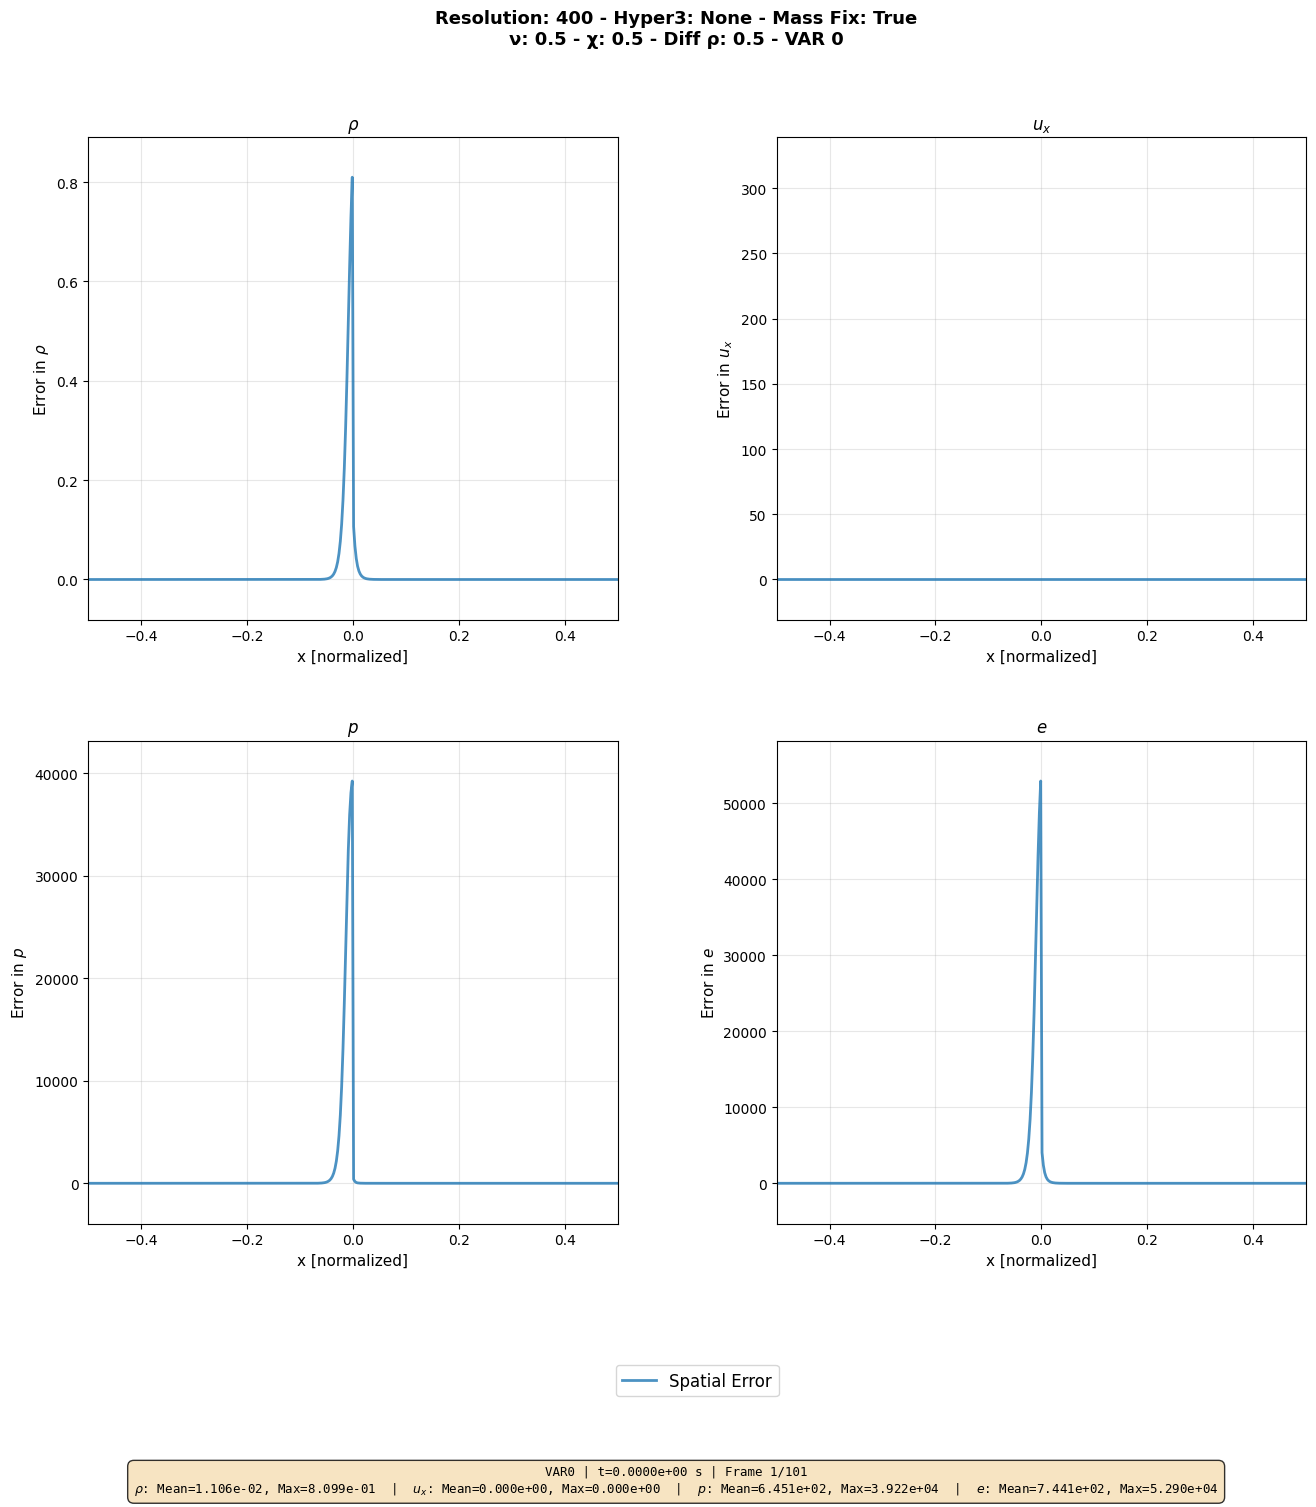 Resolution: 400 - Hyper3: None - Mass Fix: True
ν: 0.5 - χ: 0.5 - Diff ρ: 0.5 - VAR 0
ρ
Error in ρ
0.8
0.6
0.4
0.2
0.0
−0.4 −0.2 0.0 0.2 0.4
x [normalized]
u_x
Error in u_x
300
250
200
150
100
50
0
−0.4 −0.2 0.0 0.2 0.4
x [normalized]
p
Error in p
40000
30000
20000
10000
0
−0.4 −0.2 0.0 0.2 0.4
x [normalized]
e
Error in e
50000
40000
30000
20000
10000
0
−0.4 −0.2 0.0 0.2 0.4
x [normalized]
Spatial Error
VAR0 | t=0.0000e+00 s | Frame 1/101
ρ: Mean=1.106e-02, Max=8.099e-01 | u_x: Mean=0.000e+00, Max=0.000e+00 | p: Mean=6.451e+02, Max=3.922e+04 | e: Mean=7.441e+02, Max=5.290e+04